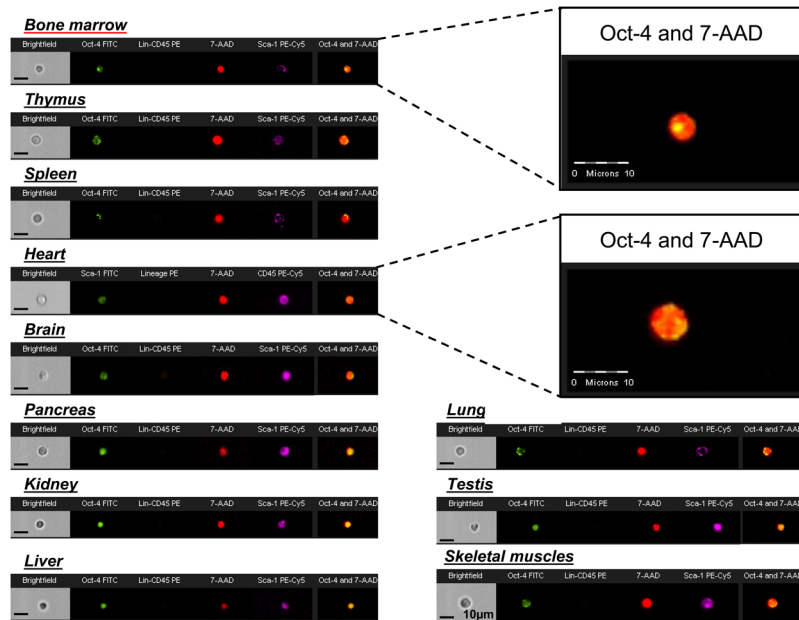 Bone marrow
Brightfield Oct-4 FITC Lin-CD45 PE 7-AAD Sca-1 PE-Cy5 Oct-4 and 7-AAD
Oct-4 and 7-AAD
0 Microns 10
Thymus
Brightfield Oct-4 FITC Lin-CD45 PE 7-AAD Sca-1 PE-Cy5 Oct-4 and 7-AAD
Spleen
Brightfield Oct-4 FITC Lin-CD45 PE 7-AAD Sca-1 PE-Cy5 Oct-4 and 7-AAD
Heart
Brightfield Sca-1 FITC Lineage PE 7-AAD CD45 PE-Cy5 Oct-4 and 7-AAD
Oct-4 and 7-AAD
0 Microns 10
Brain
Brightfield Oct-4 FITC Lin-CD45 PE 7-AAD Sca-1 PE-Cy5 Oct-4 and 7-AAD
Pancreas
Brightfield Oct-4 FITC Lin-CD45 PE 7-AAD Sca-1 PE-Cy5 Oct-4 and 7-AAD
Kidney
Brightfield Oct-4 FITC Lin-CD45 PE 7-AAD Sca-1 PE-Cy5 Oct-4 and 7-AAD
Liver
Brightfield Oct-4 FITC Lin-CD45 PE 7-AAD Sca-1 PE-Cy5 Oct-4 and 7-AAD
Lung
Brightfield Oct-4 FITC Lin-CD45 PE 7-AAD Sca-1 PE-Cy5 Oct-4 and 7-AAD
Testis
Brightfield Oct-4 FITC Lin-CD45 PE 7-AAD Sca-1 PE-Cy5 Oct-4 and 7-AAD
Skeletal muscles
Brightfield Oct-4 FITC Lin-CD45 PE 7-AAD Sca-1 PE-Cy5 Oct-4 and 7-AAD
10µm